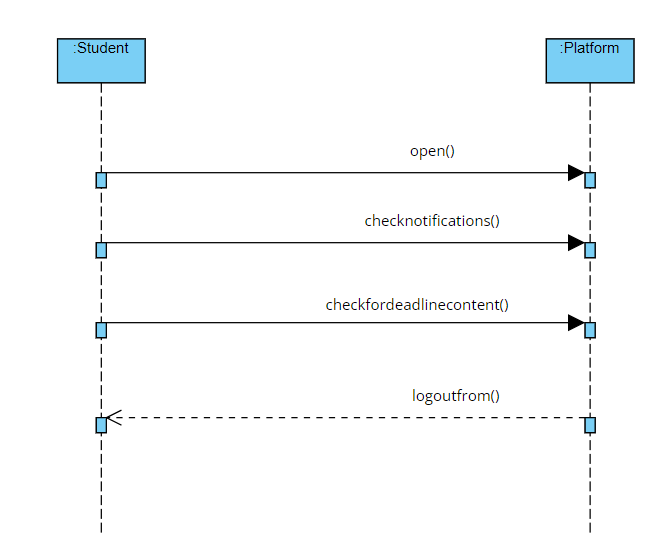 :Student
:Platform
open()
checknotifications()
checkfordeadlinecontent()
logoutfrom()